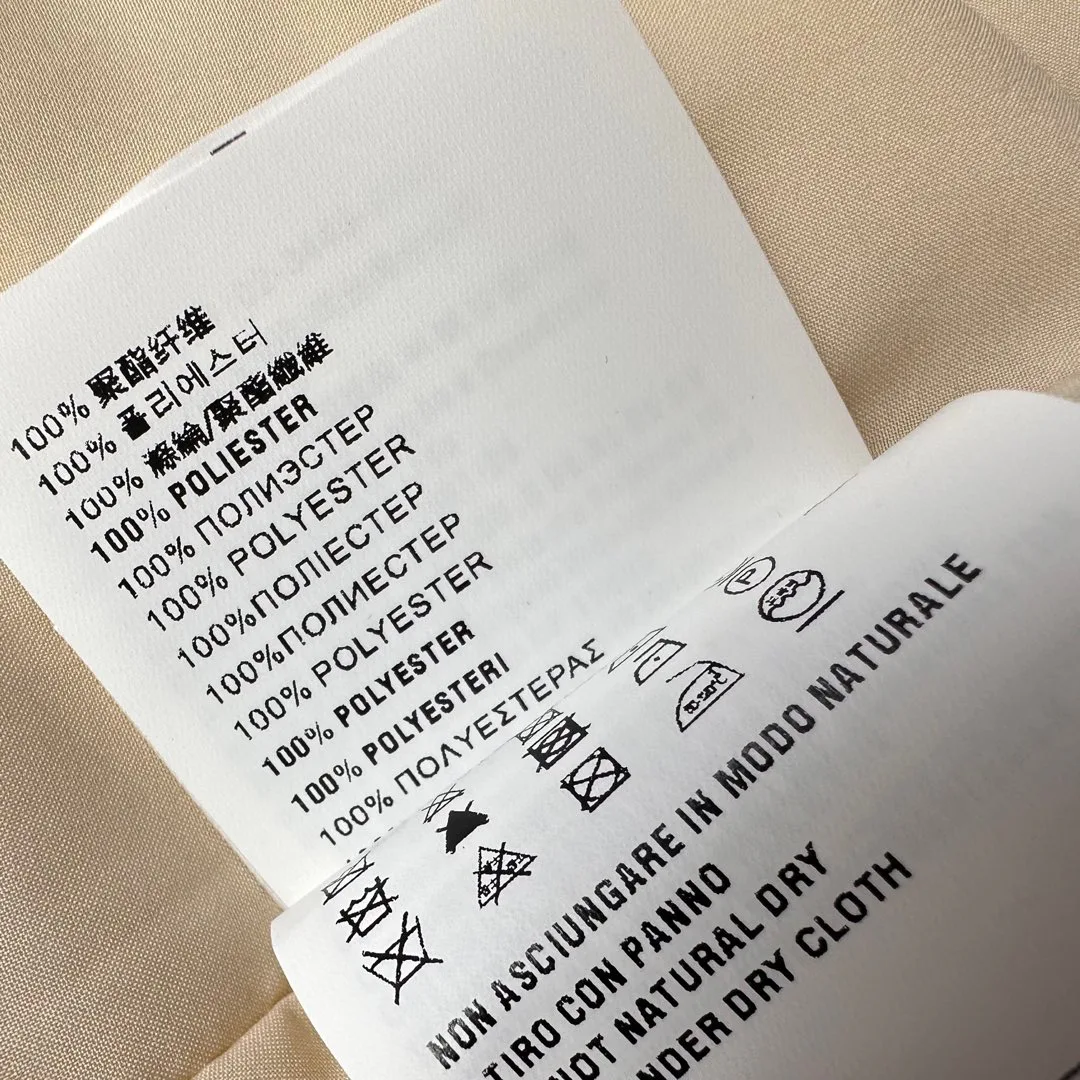 100% 聚酯纤维
100% 폴리에스터
100% 滌綸/聚酯纖維
100% POLIESTER
100% ПОЛИЭСТЕР
100% POLYESTER
100%ПОЛІЕСТЕР
100%ПОЛИЕСТЕР
100% POLYESTER
100% POLYESTER
100% POLYESTERI
100% ΠΟΛΥΕΣΤΕΡΑΣ
P
NON ASCIUNGARE IN MODO NATURALE
TIRO CON PANNO
NOT NATURAL DRY
NDER DRY CLOTH